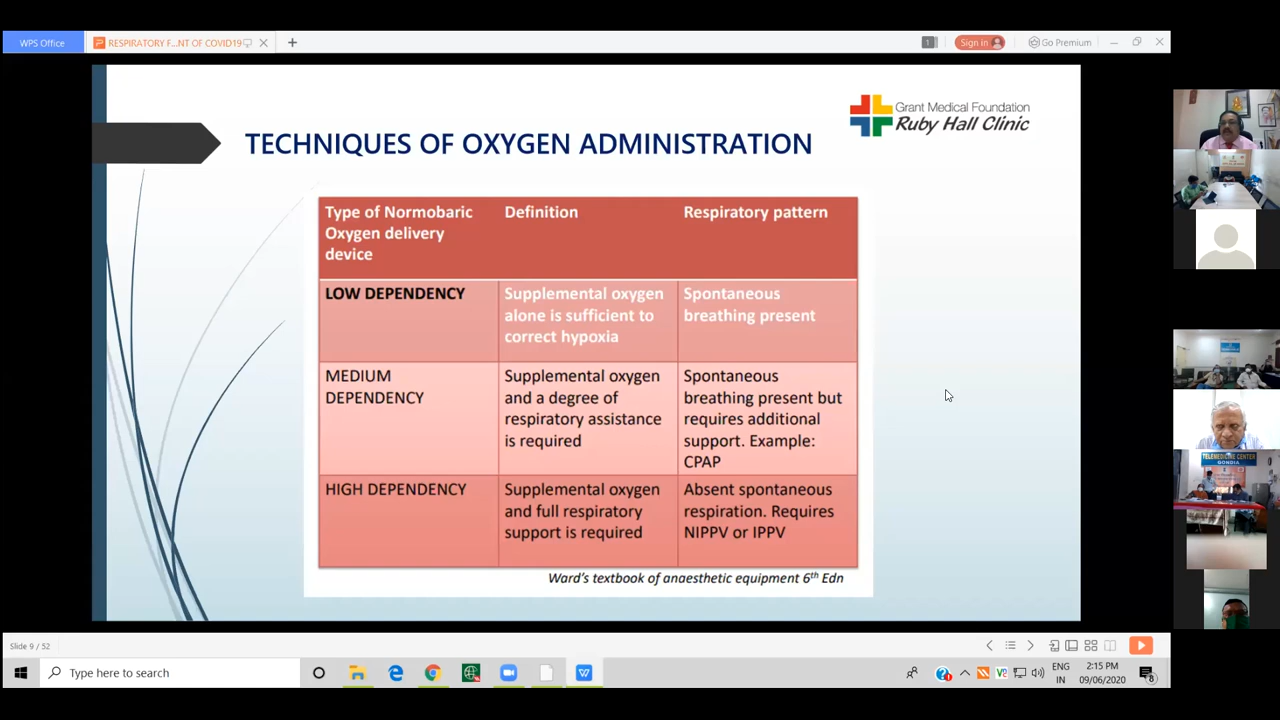 WPS Office
RESPIRATORY F...NT OF COVID19
1
Sign in
Go Premium
Grant Medical Foundation
Ruby Hall Clinic
TECHNIQUES OF OXYGEN ADMINISTRATION
Type of Normobaric
Oxygen delivery
device
Definition
Respiratory pattern
LOW DEPENDENCY
Supplemental oxygen
alone is sufficient to
correct hypoxia
Spontaneous
breathing present
MEDIUM
DEPENDENCY
Supplemental oxygen
and a degree of
respiratory assistance
is required
Spontaneous
breathing present but
requires additional
support. Example:
CPAP
HIGH DEPENDENCY
Supplemental oxygen
and full respiratory
support is required
Absent spontaneous
respiration. Requires
NIPPV or IPPV
Ward's textbook of anaesthetic equipment 6th Edn
TELEMEDICINE CENTER
GONDIA
Slide 9 / 52
Type here to search
ENG
IN
2:15 PM
09/06/2020
8